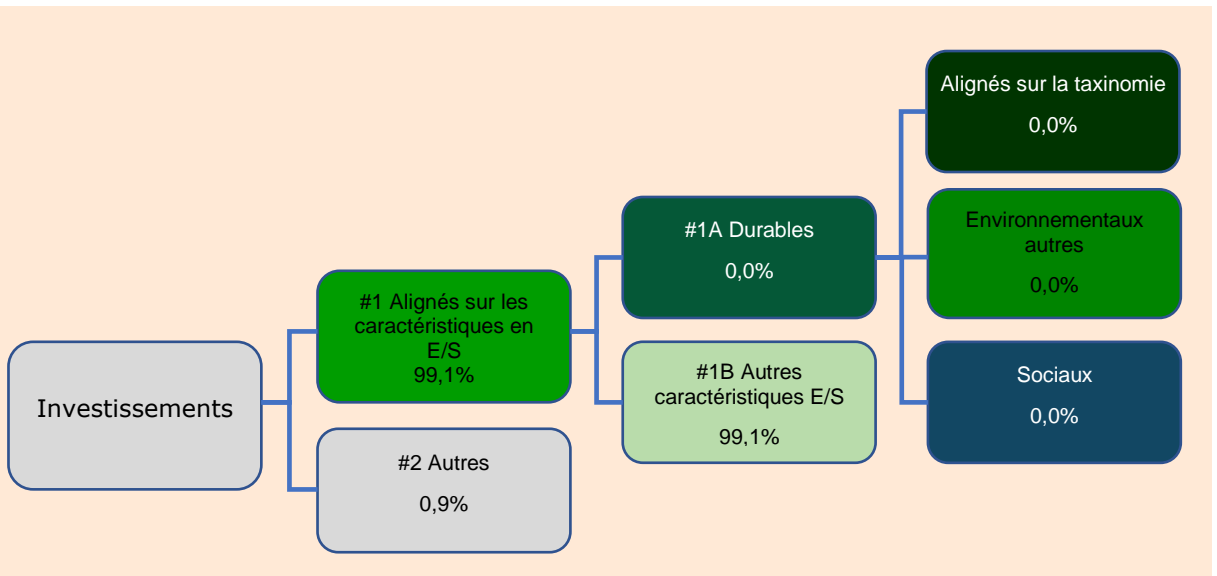 Investissements
#1 Alignés sur les
caractéristiques en
E/S
99,1%
#2 Autres
0,9%
#1A Durables
0,0%
#1B Autres
caractéristiques E/S
99,1%
Alignés sur la taxinomie
0,0%
Environnementaux
autres
0,0%
Sociaux
0,0%